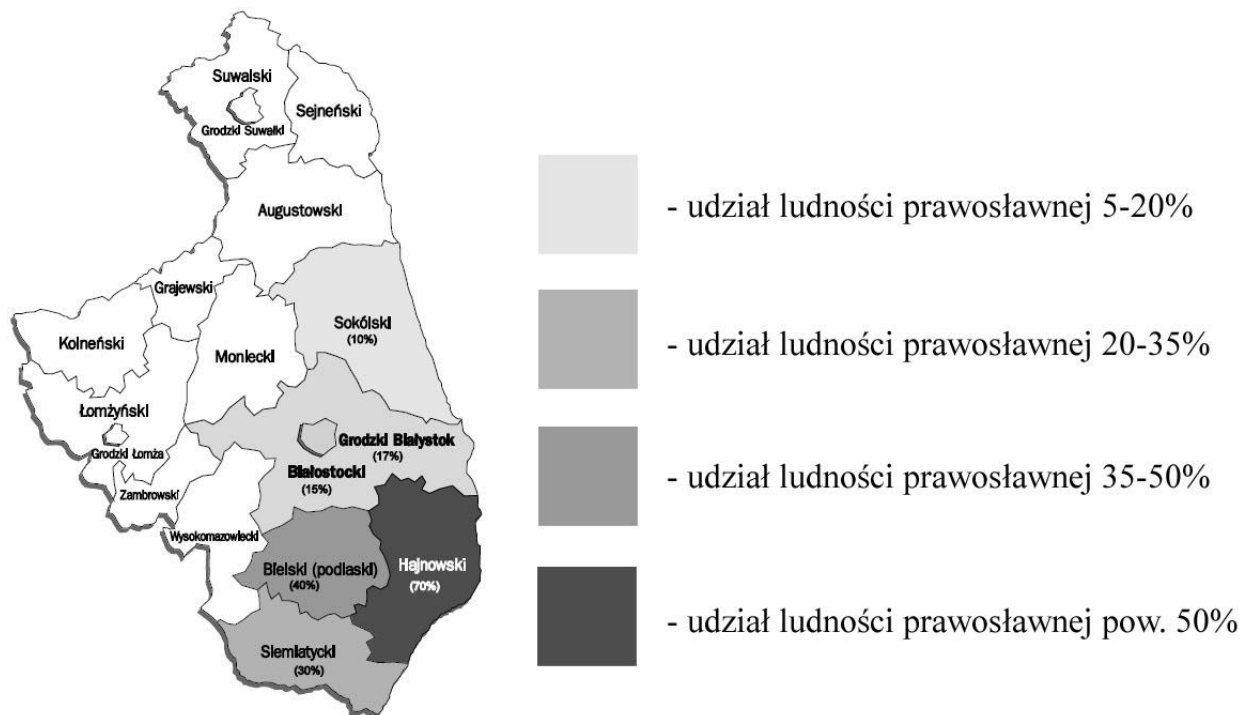 Suwalski
Grodzki Suwałki
Sejneński
Augustowski
Grajewski
Kolneński
Moniecki
Sokólski
(10%)
Łomżyński
Grodzki Łomża
Zambrowski
Wysokomazowiecki
Grodzki Białystok
(17%)
Białostocki
(15%)
Bielski (podlaski)
(40%)
Hajnowski
(70%)
Siemiatycki
(30%)
- udział ludności prawosławnej 5-20%
- udział ludności prawosławnej 20-35%
- udział ludności prawosławnej 35-50%
- udział ludności prawosławnej pow. 50%